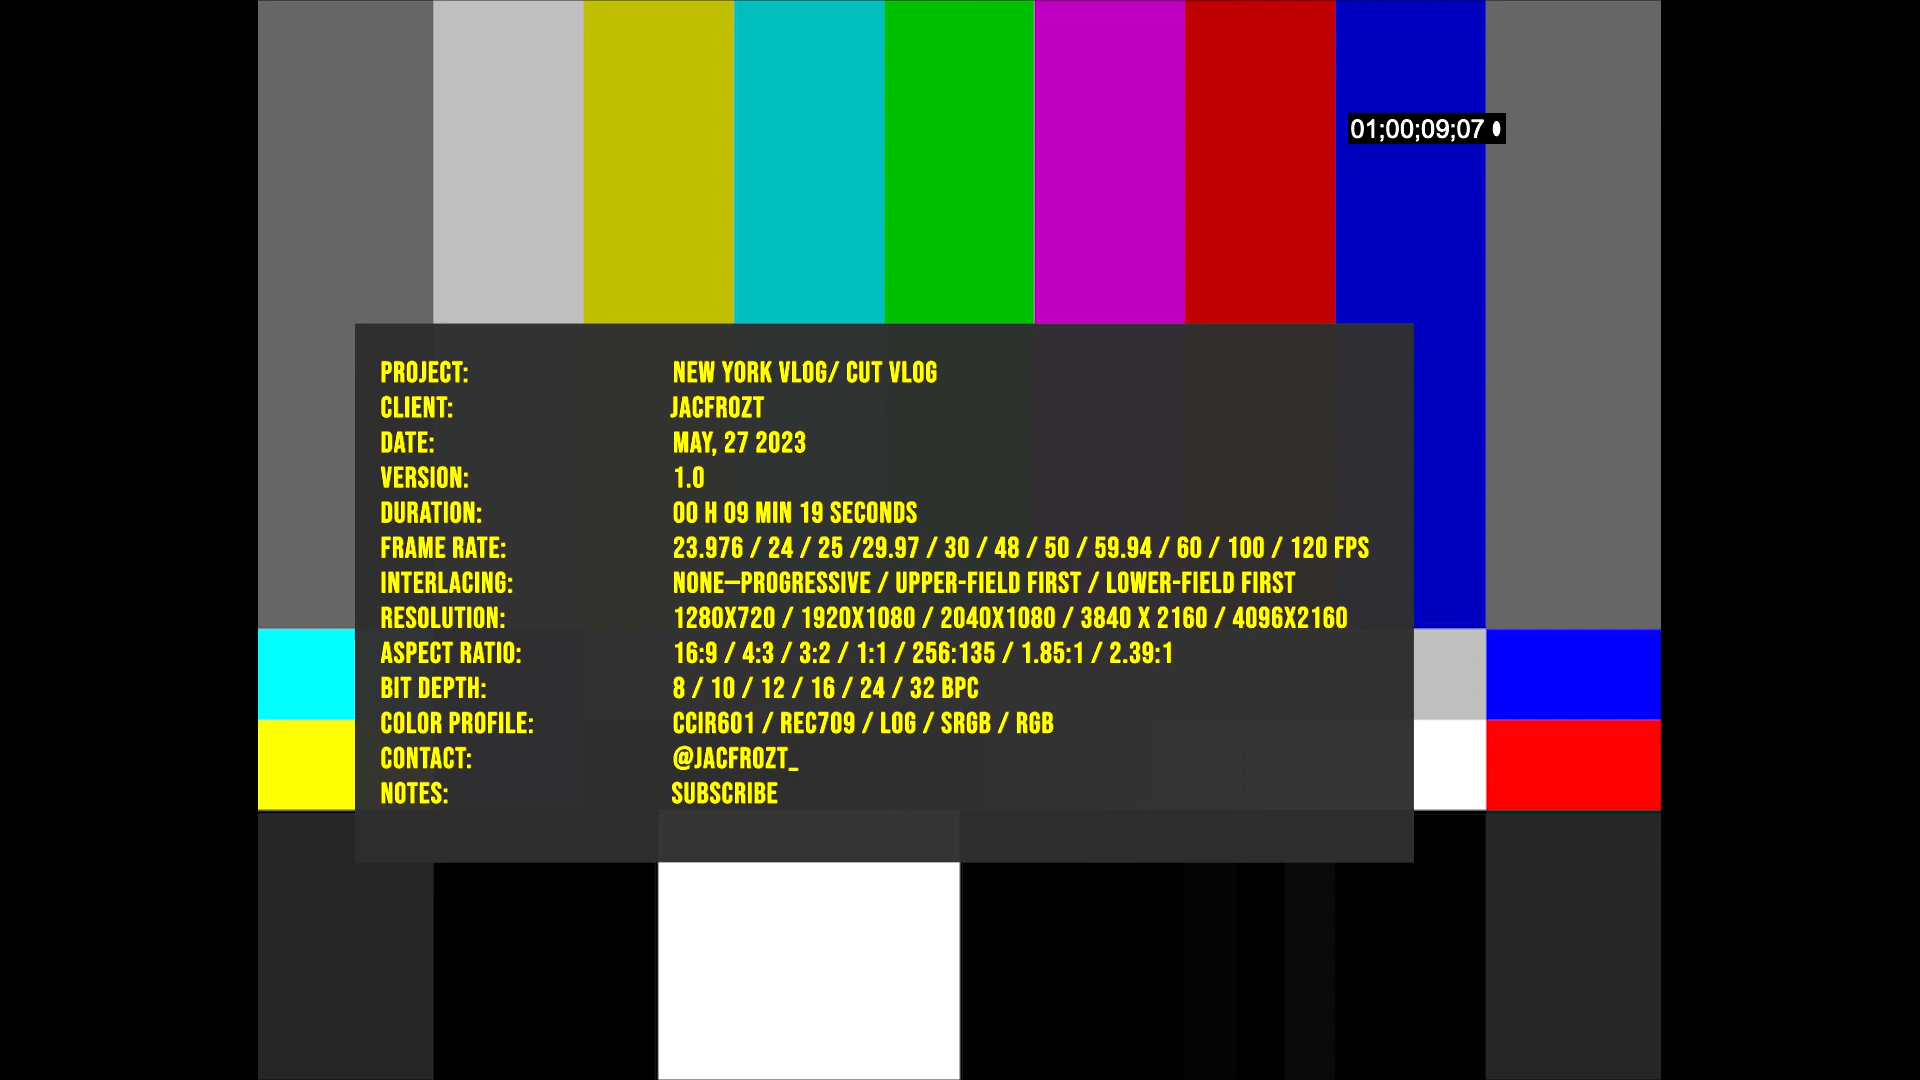 01;00;09;07
PROJECT: NEW YORK VLOG/ CUT VLOG
CLIENT: JACFROZT
DATE: MAY, 27 2023
VERSION: 1.0
DURATION: 00 H 09 MIN 19 SECONDS
FRAME RATE: 23.976 / 24 / 25 /29.97 / 30 / 48 / 50 / 59.94 / 60 / 100 / 120 FPS
INTERLACING: NONE—PROGRESSIVE / UPPER-FIELD FIRST / LOWER-FIELD FIRST
RESOLUTION: 1280X720 / 1920X1080 / 2040X1080 / 3840 X 2160 / 4096X2160
ASPECT RATIO: 16:9 / 4:3 / 3:2 / 1:1 / 256:135 / 1.85:1 / 2.39:1
BIT DEPTH: 8 / 10 / 12 / 16 / 24 / 32 BPC
COLOR PROFILE: CCIR601 / REC709 / LOG / SRGB / RGB
CONTACT: @JACFROZT_
NOTES: SUBSCRIBE